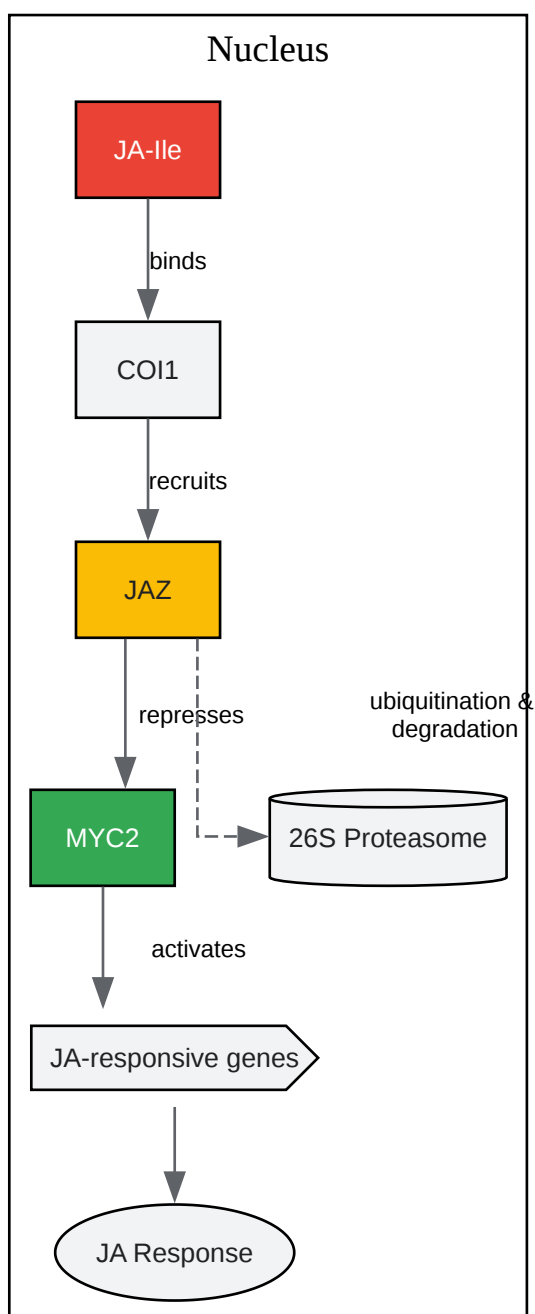 Nucleus
JA-Ile
binds
COI1
recruits
JAZ
represses
ubiquitination &
degradation
MYC2
26S Proteasome
activates
JA-responsive genes
JA Response